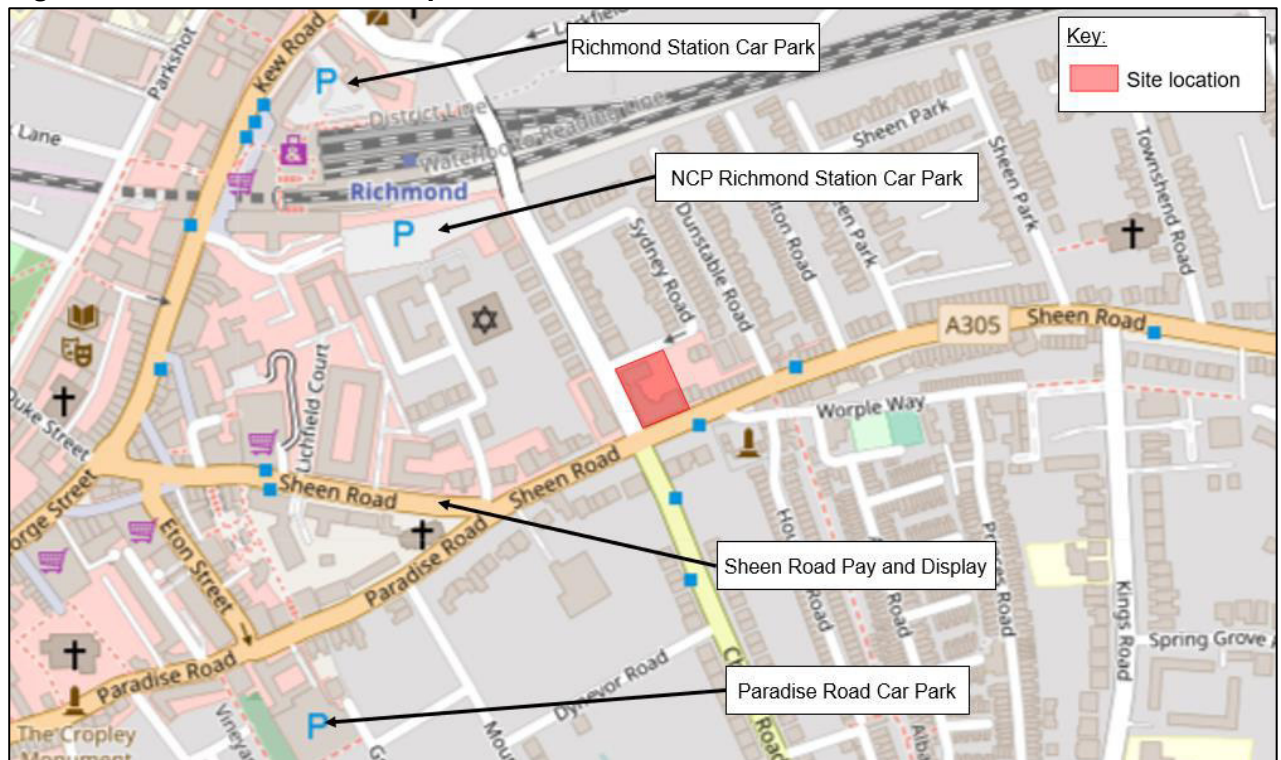 Richmond Station Car Park
Key:
Site location
Kew Road
Parkshot
Lane
District Line
Waterloo to Reading Line
Richmond
NCP Richmond Station Car Park
Sheen Park
Sheen Park
Townshend Road
Sydney Road
Dunstable Road
Sheen Road
A305
Duke Street
Lichfield Court
Worple Way
Sheen Road
Sheen Road
Eton Street
Paradise Road
Sheen Road Pay and Display
Kings Road
Spring Grove
Paradise Road
Dynevor Road
Paradise Road Car Park
Road
The Cropley